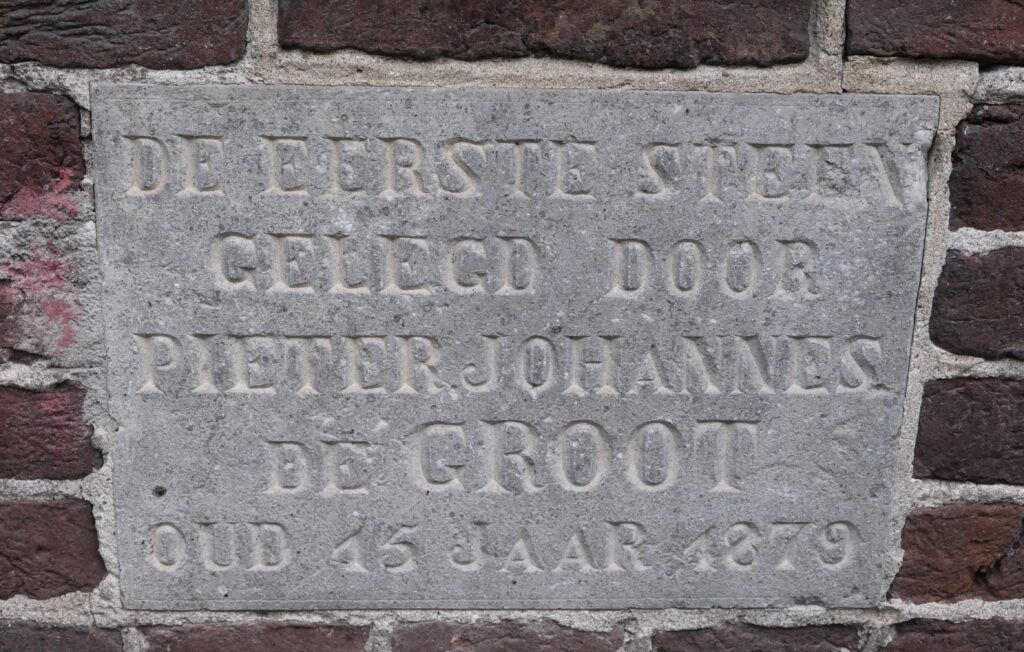 DE EERSTE STEEN
GELEGD DOOR
PIETER JOHANNES
DE GROOT
OUD 15 JAAR 1879